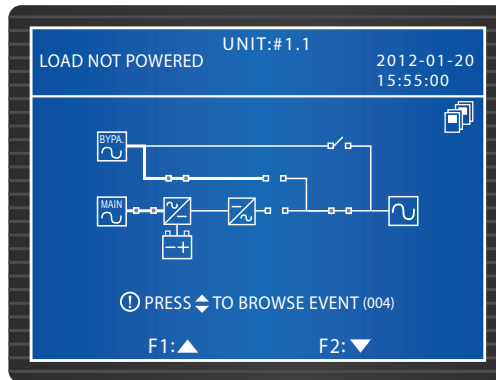 UNIT:#1.1
LOAD NOT POWERED
2012-01-20
15:55:00
BYPA.
MAIN
PRESS TO BROWSE EVENT (004)
F1: F2: